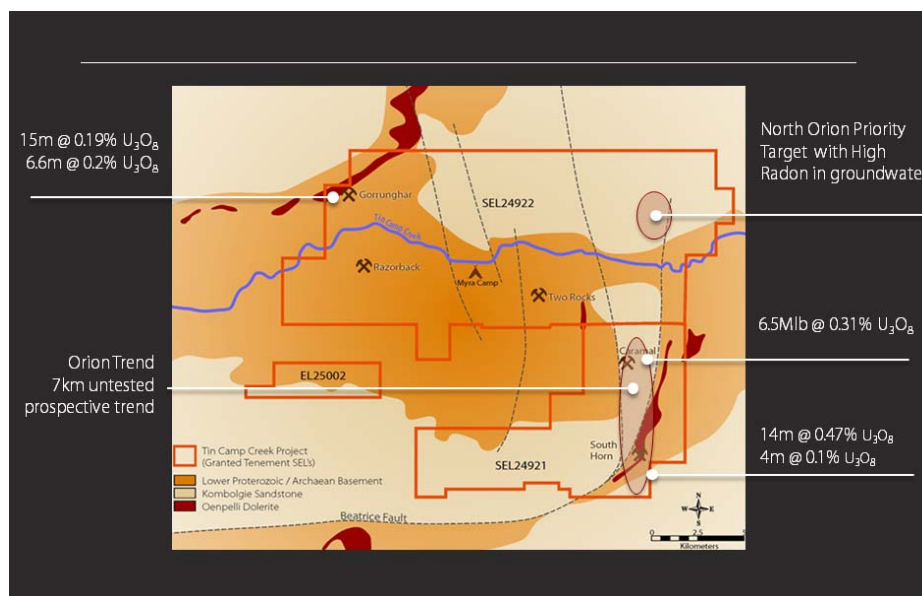 15m @ 0.19% U₃O₈
6.6m @ 0.2% U₃O₈
North Orion Priority
Target with High
Radon in groundwater
Gorrunghar
SEL24922
Tin Camp Creek
Razorback
Myra Camp
Two Rocks
6.5Mlb @ 0.31% U₃O₈
Caramal
Orion Trend
7km untested
prospective trend
EL25002
14m @ 0.47% U₃O₈
4m @ 0.1% U₃O₈
South
Horn
SEL24921
Tin Camp Creek Project
(Granted Tenement SEL's)
Lower Proterozoic / Archaean Basement
Kombolgie Sandstone
Oenpelli Dolerite
Beatrice Fault
N
W
E
S
0 2.5 5
Kilometers